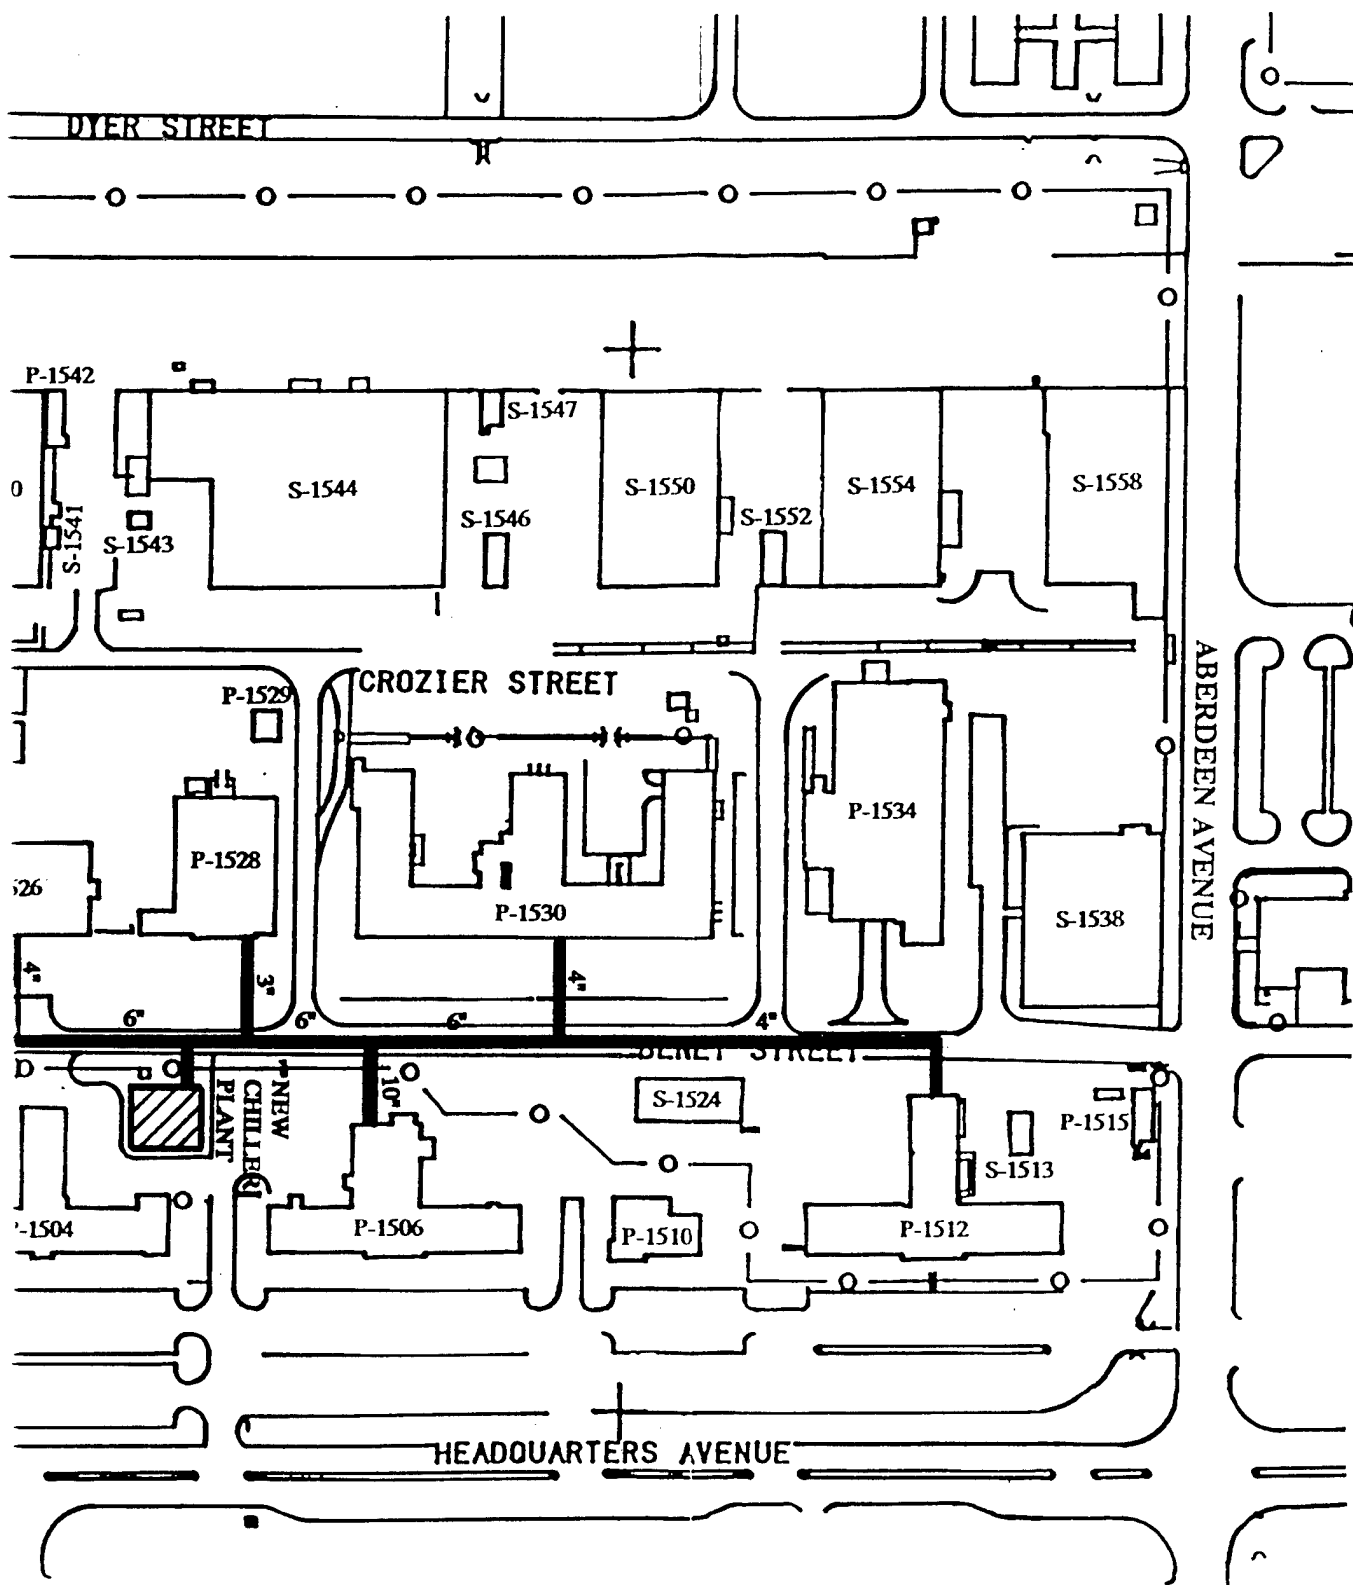 DYER STREET
P-1542
S-1547
0
S-1544
S-1550
S-1554
S-1558
S-1541
S-1546
S-1552
S-1543
ABERDEEN AVENUE
CROZIER STREET
P-1529
P-1534
P-1528
526
P-1530
S-1538
4"
3"
4"
6"
6"
6"
4"
BENET STREET
NEW
CHILLER
PLANT
10"
S-1524
P-1515
S-1513
-1504
P-1506
P-1510
P-1512
HEADQUARTERS AVENUE